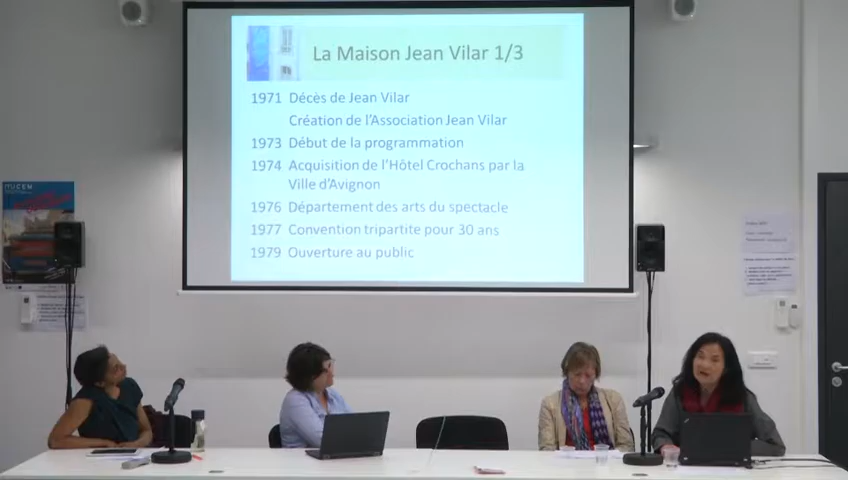 La Maison Jean Vilar 1/3
1971 Décès de Jean Vilar
Création de l'Association Jean Vilar
1973 Début de la programmation
1974 Acquisition de l'Hôtel Crochans par la
Ville d'Avignon
1976 Département des arts du spectacle
1977 Convention tripartite pour 30 ans
1979 Ouverture au public